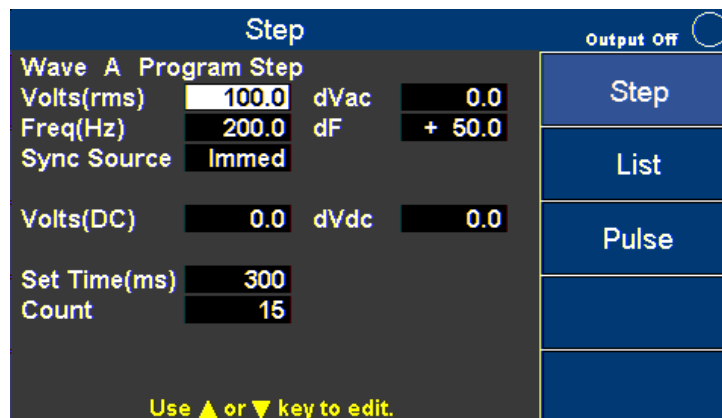 Step
Output Off
Wave A Program Step
Volts(rms) 100.0 dVac 0.0
Freq(Hz) 200.0 dF + 50.0
Sync Source Immed
Volts(DC) 0.0 dVdc 0.0
Set Time(ms) 300
Count 15
Use ▲ or ▼ key to edit.
Step
List
Pulse